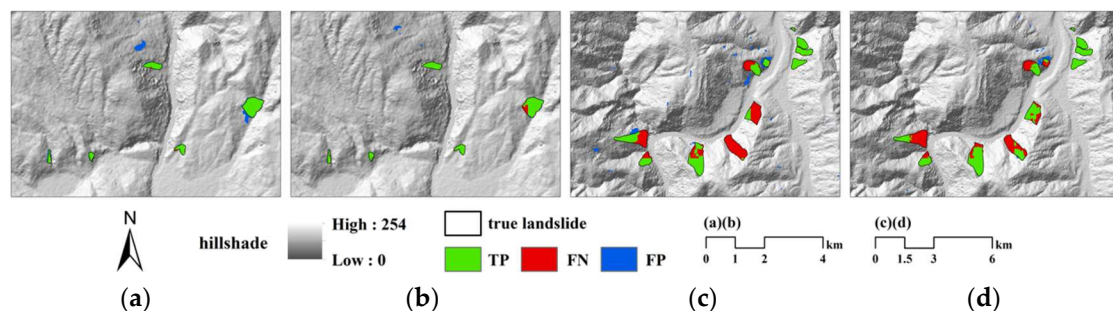 N
hillshade
High : 254
Low : 0
true landslide
TP FN FP
(a)(b)
km
0 1 2 4
(c)(d)
km
0 1.5 3 6
(a) (b) (c) (d)